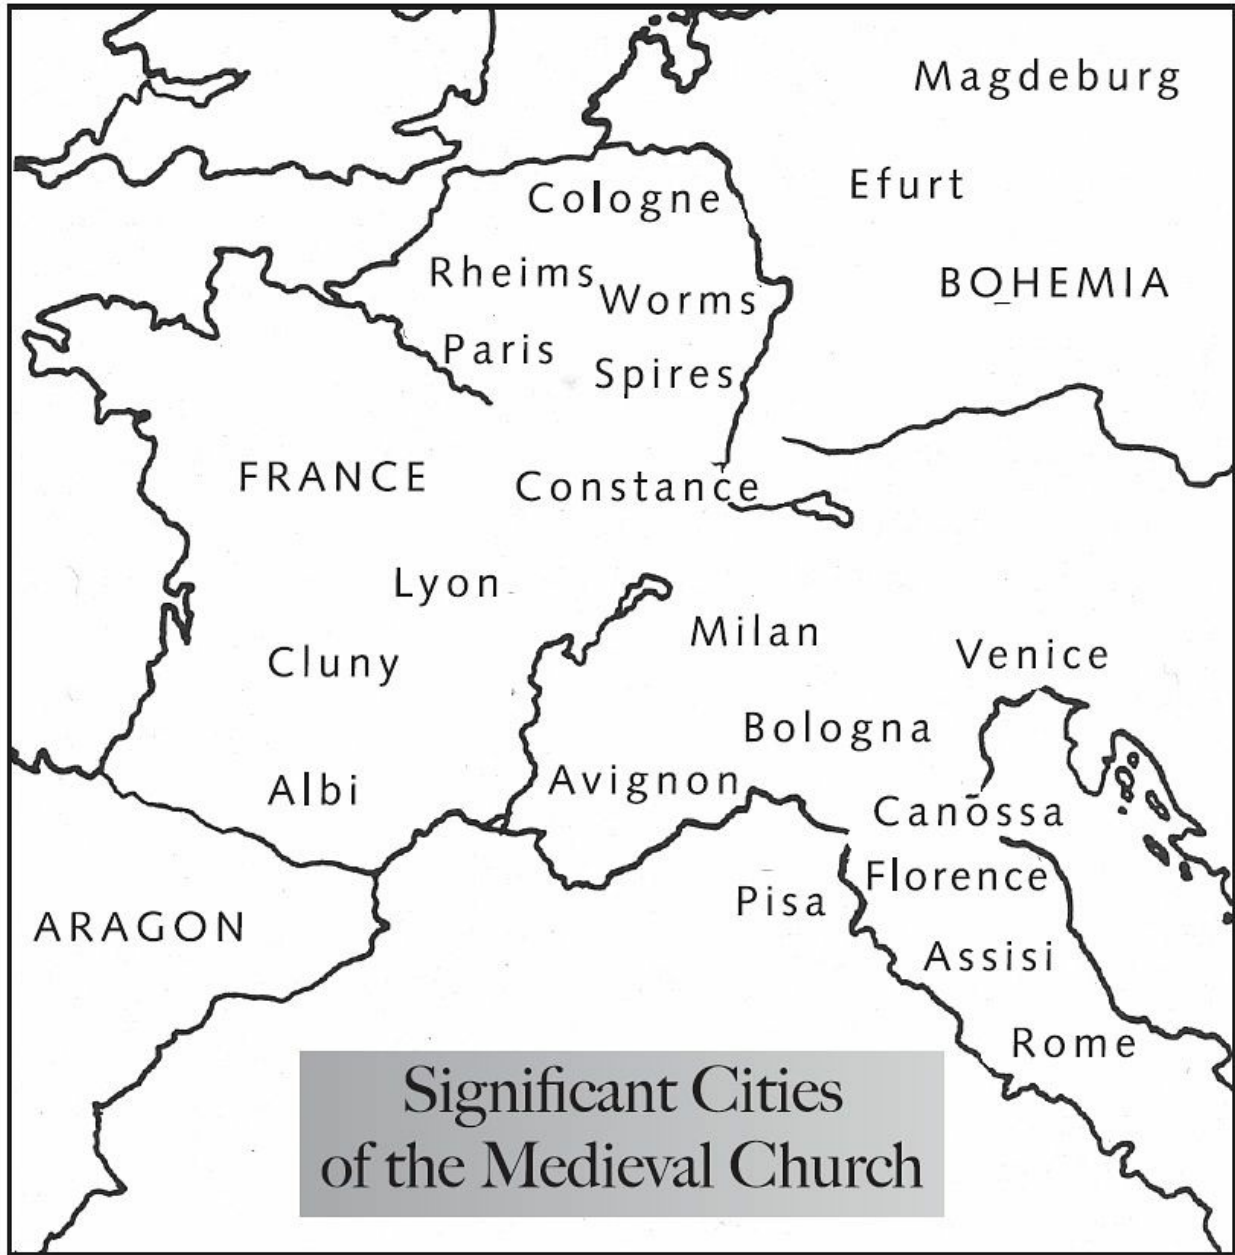 Magdeburg
Efurt
Cologne
Rheims
Worms
BOHEMIA
Paris
Spires
FRANCE
Constance
Lyon
Milan
Venice
Cluny
Bologna
Albi
Avignon
Canossa
Florence
Pisa
ARAGON
Assisi
Rome
Significant Cities
of the Medieval Church